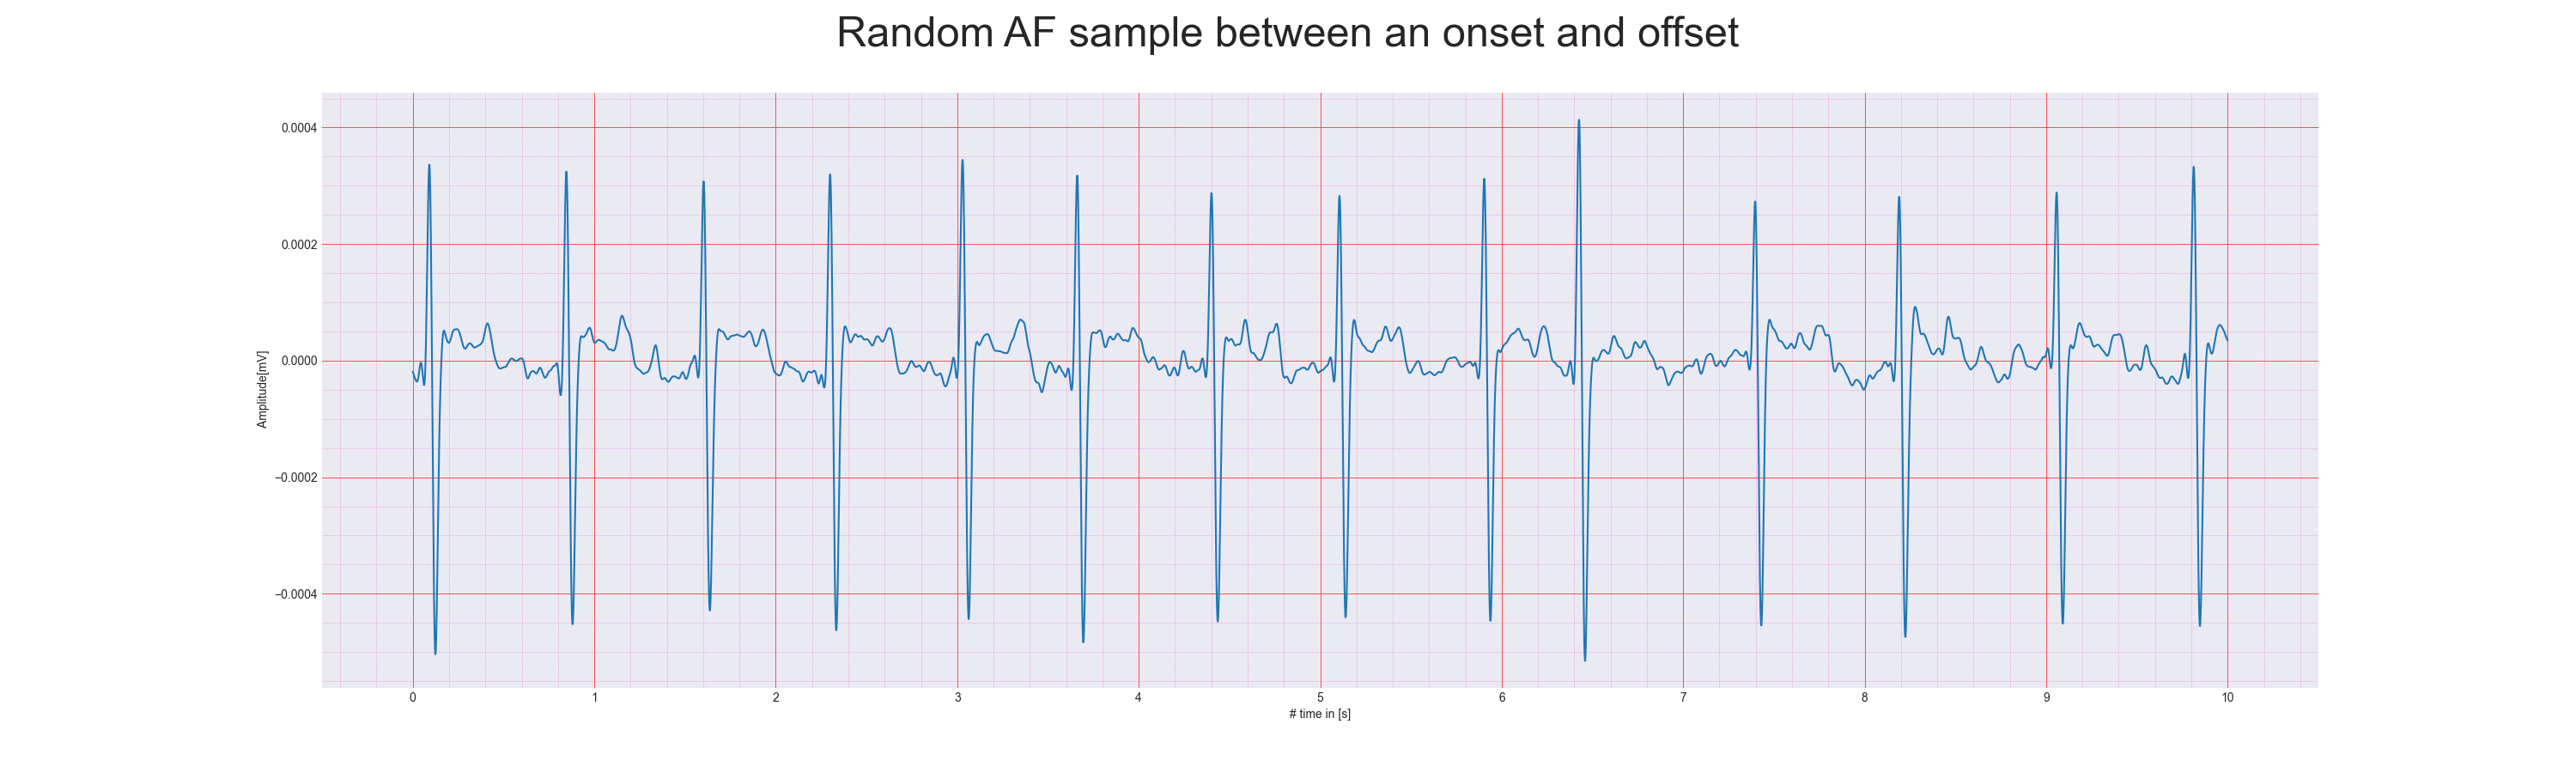 Random AF sample between an onset and offset
0.0004
0.0002
0.0000
−0.0002
−0.0004
Amplitude[mV]
0 1 2 3 4 5 6 7 8 9 10
# time in [s]